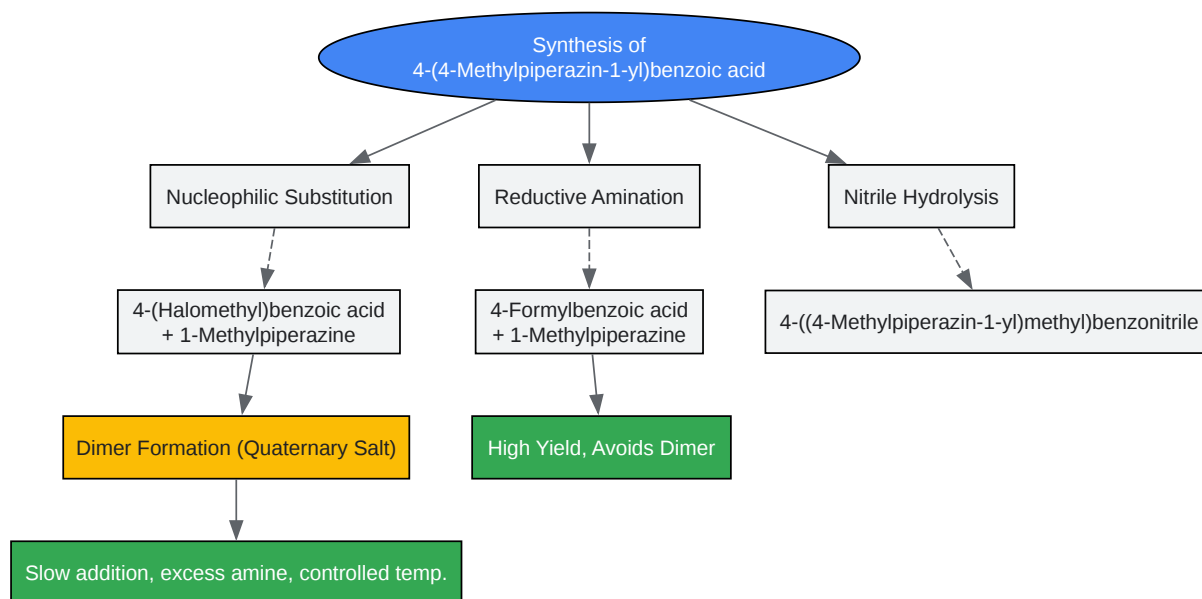 Synthesis of
4-(4-Methylpiperazin-1-yl)benzoic acid
Nucleophilic Substitution
Reductive Amination
Nitrile Hydrolysis
4-(Halomethyl)benzoic acid
+ 1-Methylpiperazine
4-Formylbenzoic acid
+ 1-Methylpiperazine
4-((4-Methylpiperazin-1-yl)methyl)benzonitrile
Dimer Formation (Quaternary Salt)
High Yield, Avoids Dimer
Slow addition, excess amine, controlled temp.